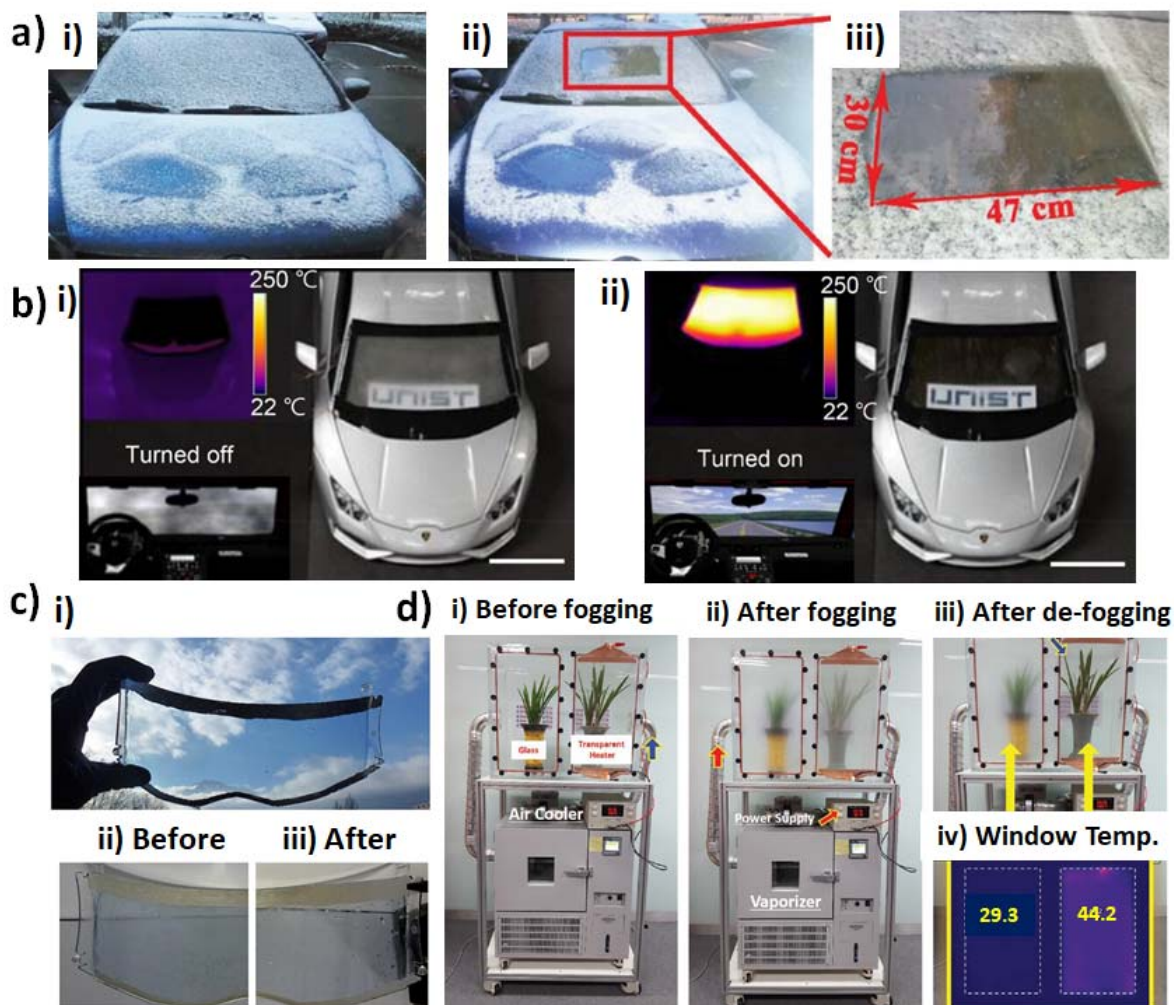 a)
i)
ii)
iii)
30 cm
47 cm
b)
i)
250 °C
22 °C
Turned off
UNIST
ii)
250 °C
22 °C
Turned on
UNIST
c)
i)
ii) Before
iii) After
d)
i) Before fogging
Glass
Transparent
Heater
Air Cooler
ii) After fogging
Power Supply
Vaporizer
iii) After de-fogging
iv) Window Temp.
29.3
44.2